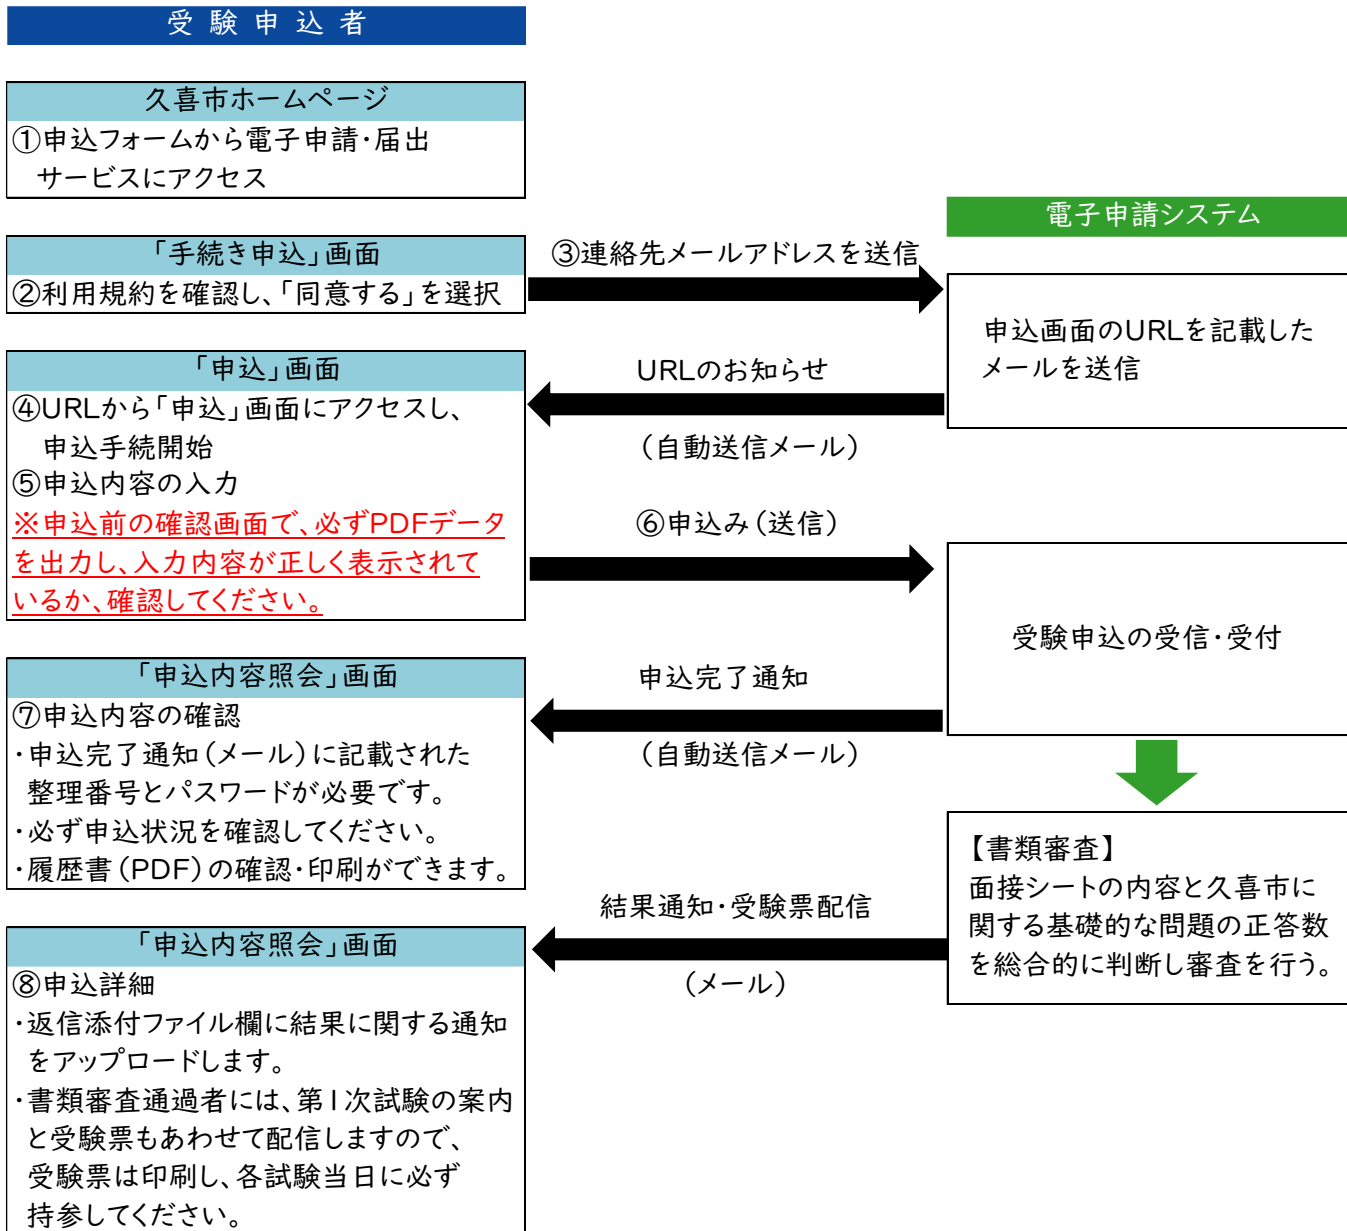 受験申込者
久喜市ホームページ
①申込フォームから電子申請・届出
サービスにアクセス
電子申請システム
「手続き申込」画面
②利用規約を確認し、「同意する」を選択
③連絡先メールアドレスを送信
申込画面のURLを記載した
メールを送信
URLのお知らせ
(自動送信メール)
「申込」画面
④URLから「申込」画面にアクセスし、
申込手続開始
⑤申込内容の入力
※申込前の確認画面で、必ずPDFデータ
を出力し、入力内容が正しく表示されて
いるか、確認してください。
⑥申込み(送信)
受験申込の受信・受付
申込完了通知
(自動送信メール)
「申込内容照会」画面
⑦申込内容の確認
・申込完了通知(メール)に記載された
整理番号とパスワードが必要です。
・必ず申込状況を確認してください。
・履歴書(PDF)の確認・印刷ができます。
【書類審査】
面接シートの内容と久喜市に
関する基礎的な問題の正答数
を総合的に判断し審査を行う。
結果通知・受験票配信
(メール)
「申込内容照会」画面
⑧申込詳細
・返信添付ファイル欄に結果に関する通知
をアップロードします。
・書類審査通過者には、第1次試験の案内
と受験票もあわせて配信しますので、
受験票は印刷し、各試験当日に必ず
持参してください。